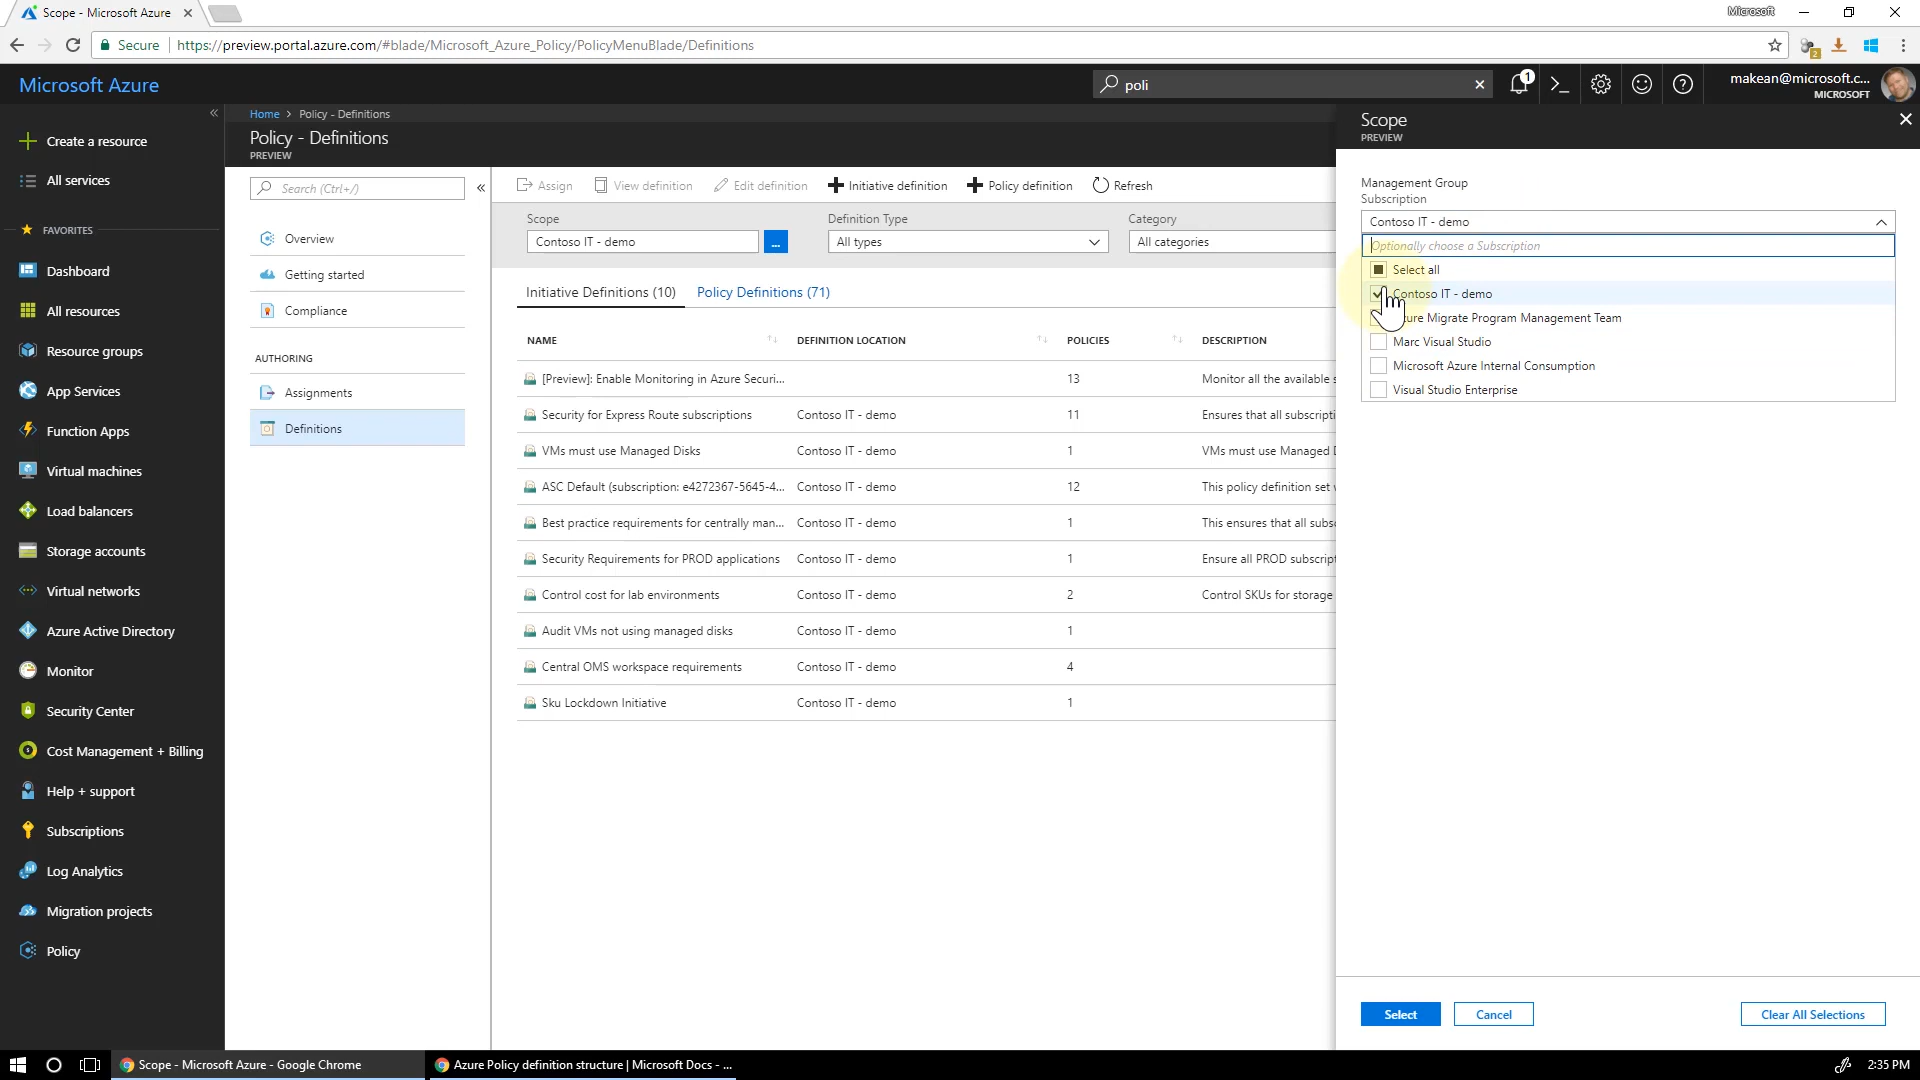 Scope - Microsoft Azure
Microsoft
Secure
https://preview.portal.azure.com/#blade/Microsoft_Azure_Policy/PolicyMenuBlade/Definitions
2
Microsoft Azure
poli
1
makean@microsoft.c...
MICROSOFT
Create a resource
All services
FAVORITES
Dashboard
All resources
Resource groups
App Services
Function Apps
Virtual machines
Load balancers
Storage accounts
Virtual networks
Azure Active Directory
Monitor
Security Center
Cost Management + Billing
Help + support
Subscriptions
Log Analytics
Migration projects
Policy
Home > Policy - Definitions
Policy - Definitions
PREVIEW
Search (Ctrl+/)
Overview
Getting started
Compliance
AUTHORING
Assignments
Definitions
Assign View definition Edit definition Initiative definition Policy definition Refresh
Scope Definition Type Category
Contoso IT - demo ... All types All categories
Initiative Definitions (10) Policy Definitions (71)
NAME DEFINITION LOCATION POLICIES DESCRIPTION
[Preview]: Enable Monitoring in Azure Securi... 13 Monitor all the available s
Security for Express Route subscriptions Contoso IT - demo 11 Ensures that all subscripti
VMs must use Managed Disks Contoso IT - demo 1 VMs must use Managed D
ASC Default (subscription: e4272367-5645-4... Contoso IT - demo 12 This policy definition set
Best practice requirements for centrally man... Contoso IT - demo 1 This ensures that all subs
Security Requirements for PROD applications Contoso IT - demo 1 Ensure all PROD subscript
Control cost for lab environments Contoso IT - demo 2 Control SKUs for storage
Audit VMs not using managed disks Contoso IT - demo 1
Central OMS workspace requirements Contoso IT - demo 4
Sku Lockdown Initiative Contoso IT - demo 1
Scope
PREVIEW
Management Group
Subscription
Contoso IT - demo
Optionally choose a Subscription
Select all
Contoso IT - demo
ure Migrate Program Management Team
Marc Visual Studio
Microsoft Azure Internal Consumption
Visual Studio Enterprise
Select Cancel Clear All Selections
Scope - Microsoft Azure - Google Chrome
Azure Policy definition structure | Microsoft Docs - ...
2:35 PM